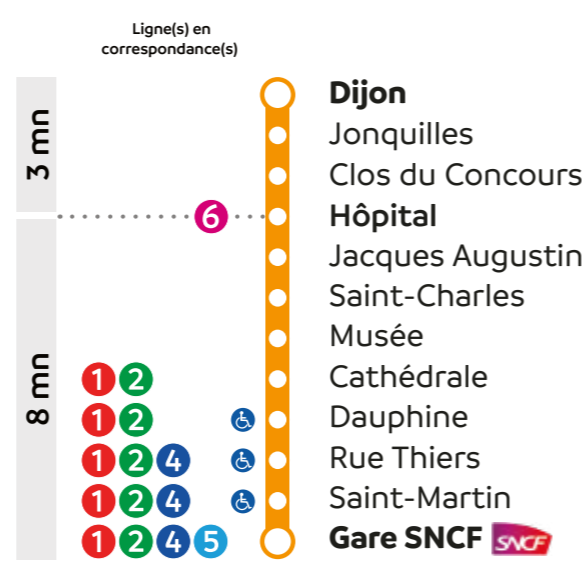 Ligne(s) en
correspondance(s)
3 mn
8 mn
Dijon
Jonquilles
Clos du Concours
6 Hôpital
Jacques Augustin
Saint-Charles
Musée
1 2 Cathédrale
1 2 Dauphine
1 2 4 Rue Thiers
1 2 4 Saint-Martin
1 2 4 5 Gare SNCF SNCF